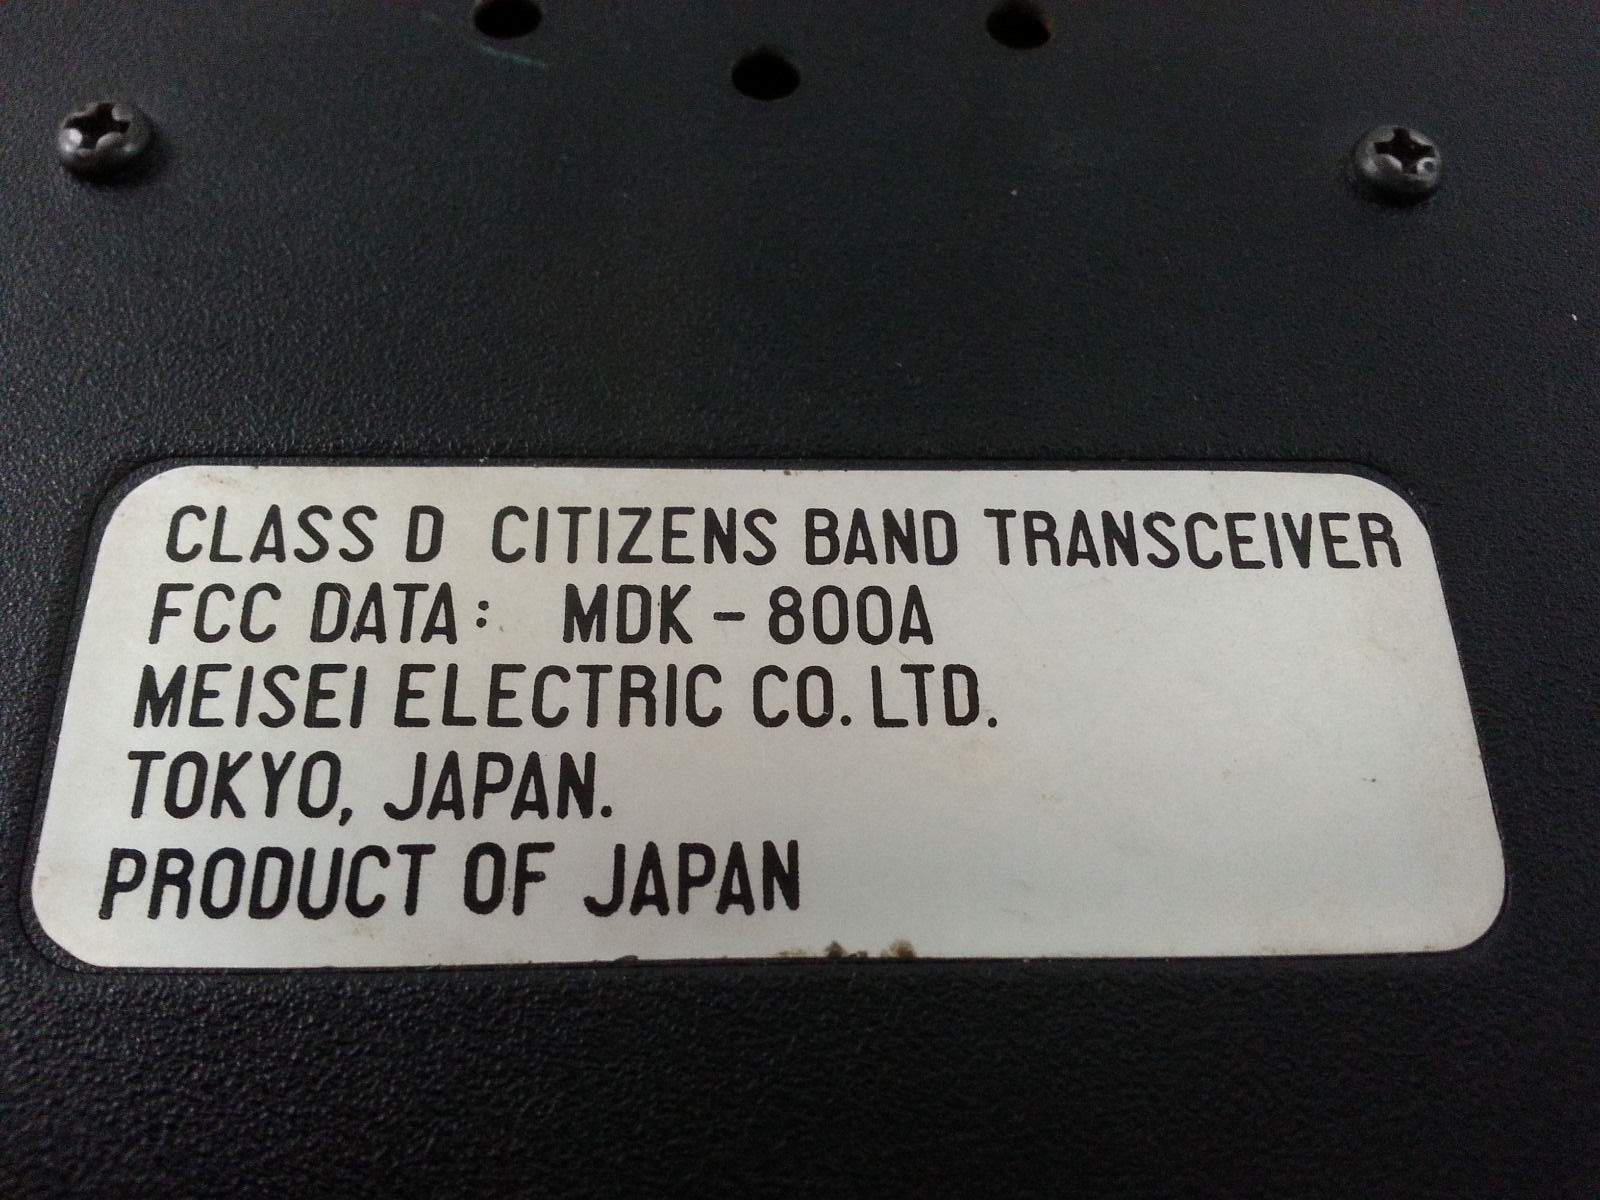 CLASS D CITIZENS BAND TRANSCEIVER
FCC DATA: MDK-800A
MEISEI ELECTRIC CO. LTD.
TOKYO, JAPAN.
PRODUCT OF JAPAN